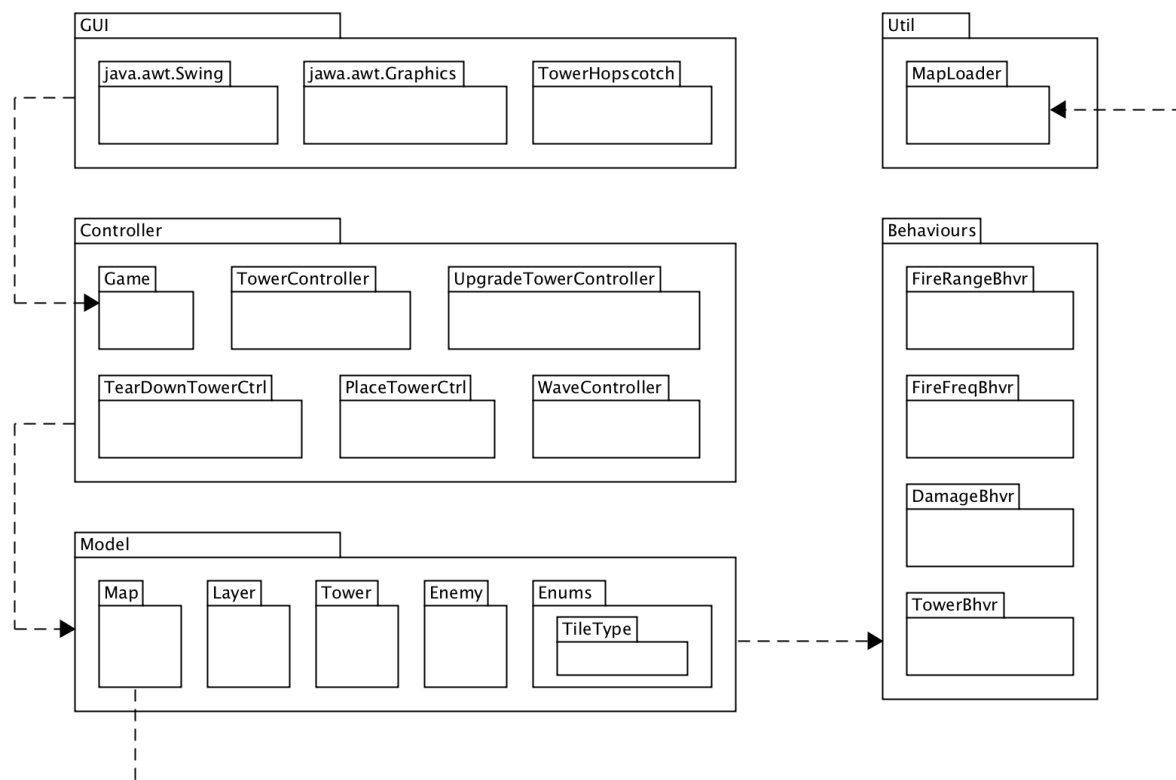 GUI
java.awt.Swing
jawa.awt.Graphics
TowerHopscotch
Util
MapLoader
Controller
Game
TowerController
UpgradeTowerController
TearDownTowerCtrl
PlaceTowerCtrl
WaveController
Behaviours
FireRangeBhvr
FireFreqBhvr
DamageBhvr
TowerBhvr
Model
Map
Layer
Tower
Enemy
Enums
TileType